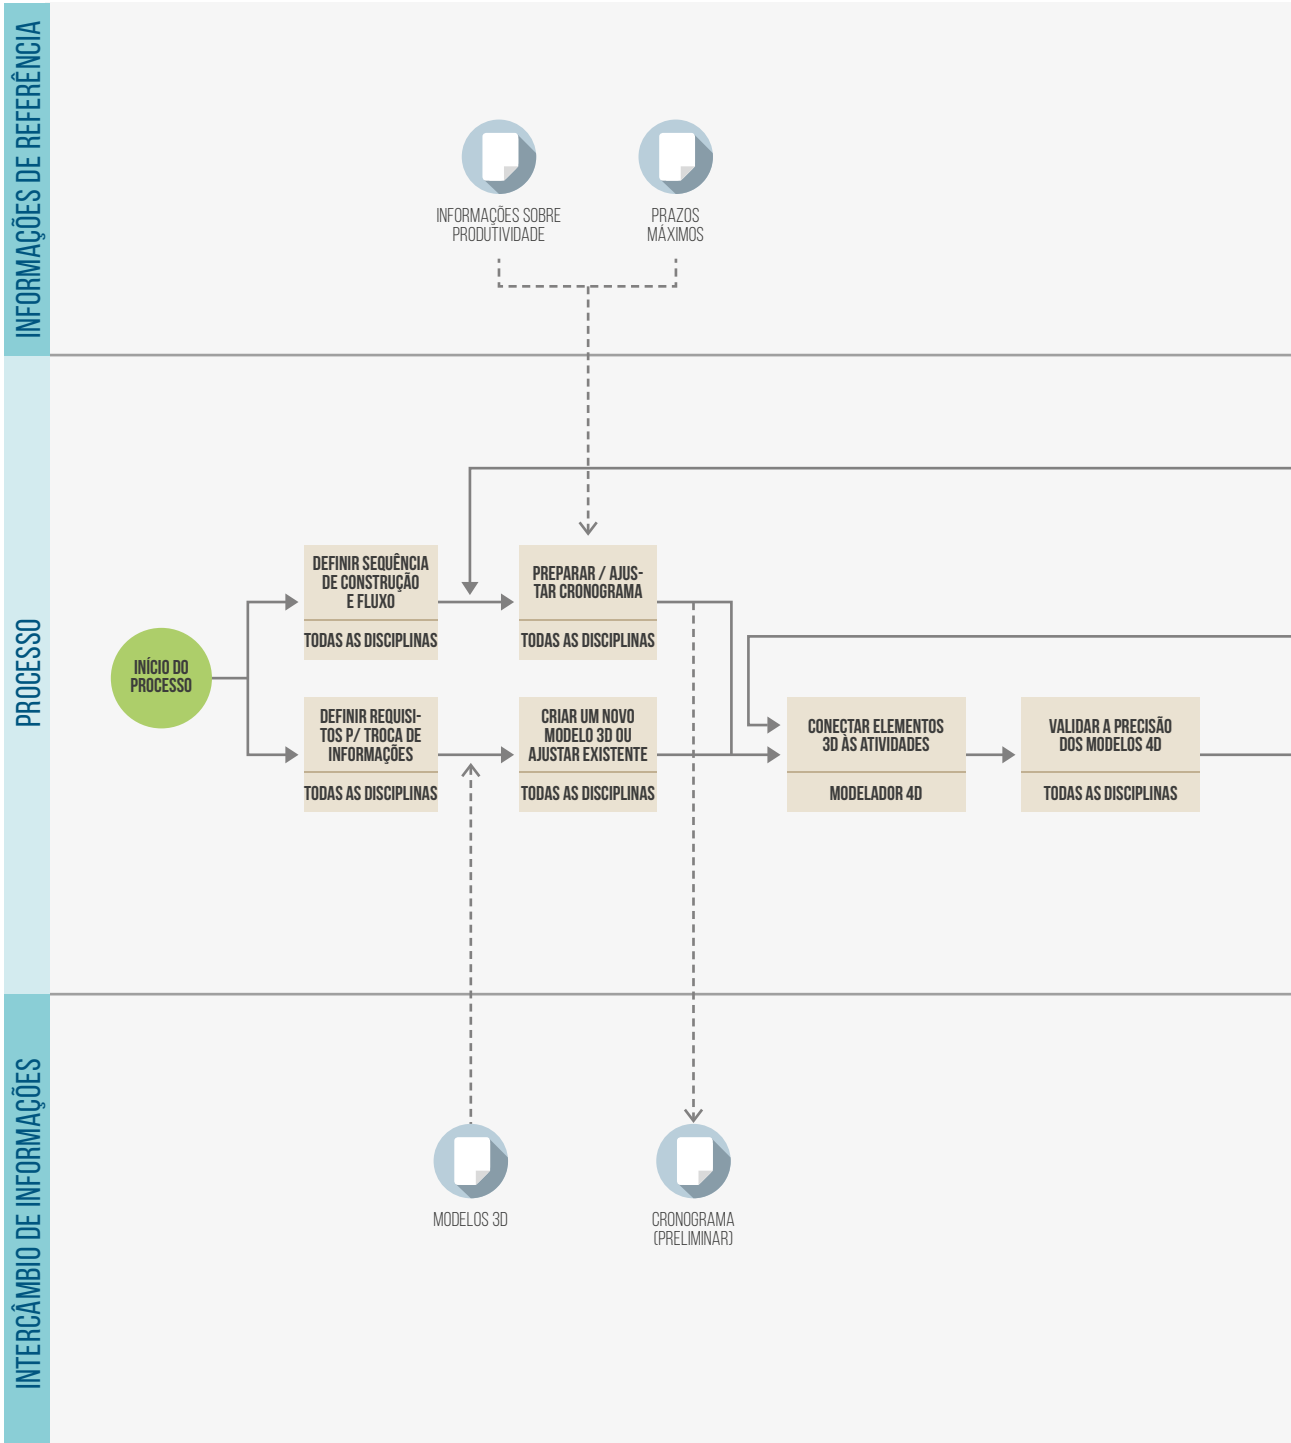 INFORMAÇÕES DE REFERÊNCIA
INFORMAÇÕES SOBRE
PRODUTIVIDADE
PRAZOS
MÁXIMOS
PROCESSO
INÍCIO DO
PROCESSO
DEFINIR SEQUÊNCIA
DE CONSTRUÇÃO
E FLUXO
TODAS AS DISCIPLINAS
PREPARAR / AJUS-
TAR CRONOGRAMA
TODAS AS DISCIPLINAS
DEFINIR REQUISI-
TOS P/ TROCA DE
INFORMAÇÕES
TODAS AS DISCIPLINAS
CRIAR UM NOVO
MODELO 3D OU
AJUSTAR EXISTENTE
TODAS AS DISCIPLINAS
CONECTAR ELEMENTOS
3D ÀS ATIVIDADES
MODELADOR 4D
VALIDAR A PRECISÃO
DOS MODELOS 4D
TODAS AS DISCIPLINAS
INTERCÂMBIO DE INFORMAÇÕES
MODELOS 3D
CRONOGRAMA
(PRELIMINAR)